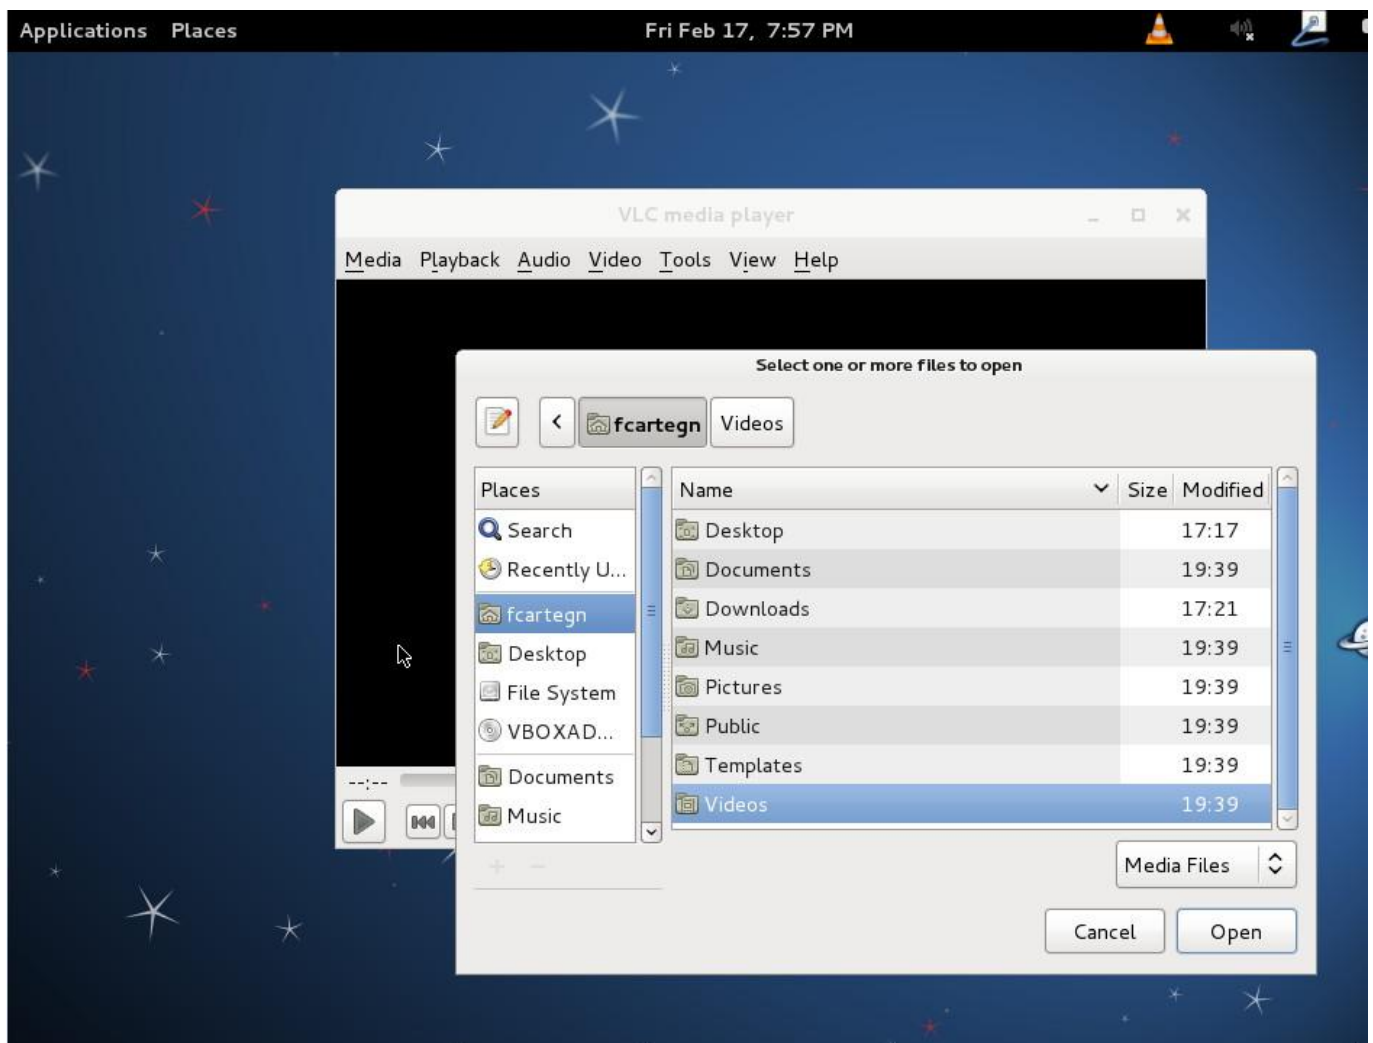 Applications Places Fri Feb 17, 7:57 PM
VLC media player
Media Playback Audio Video Tools View Help
Select one or more files to open
fcartegn Videos
Places
Search
Recently U...
fcartegn
Desktop
File System
VBOXAD...
Documents
Music
Name Size Modified
Desktop 17:17
Documents 19:39
Downloads 17:21
Music 19:39
Pictures 19:39
Public 19:39
Templates 19:39
Videos 19:39
--:--
Media Files
Cancel Open